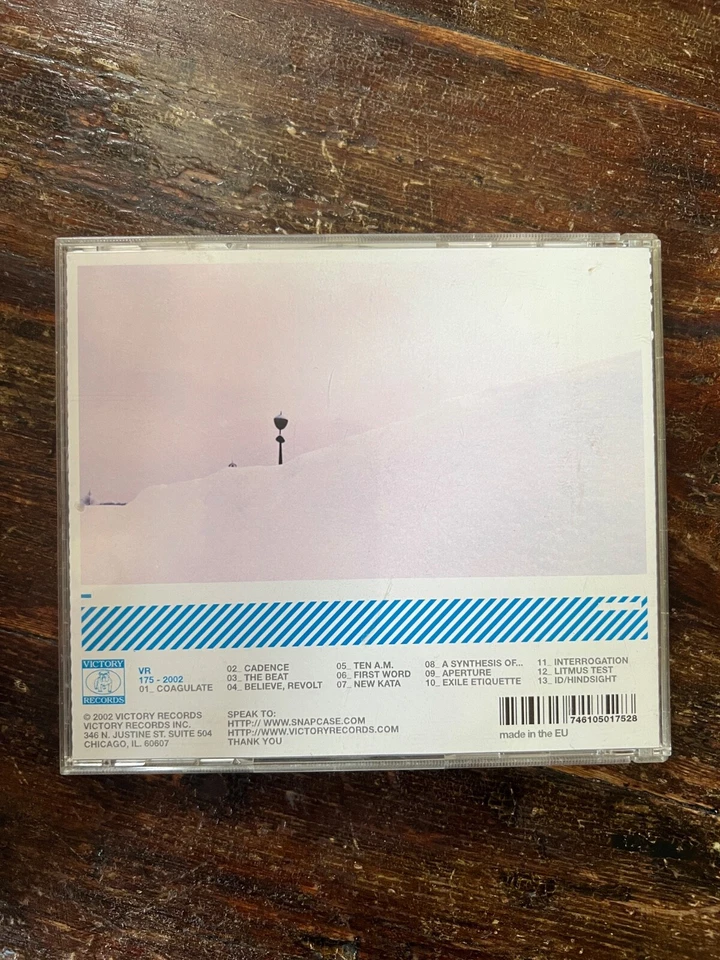 VICTORY
RECORDS
VR
175 - 2002
01_ COAGULATE
02_ CADENCE
03_ THE BEAT
04_ BELIEVE, REVOLT
05_ TEN A.M.
06_ FIRST WORD
07_ NEW KATA
08_ A SYNTHESIS OF...
09_ APERTURE
10_ EXILE ETIQUETTE
11_ INTERROGATION
12_ LITMUS TEST
13_ ID/HINDSIGHT
© 2002 VICTORY RECORDS
VICTORY RECORDS INC.
346 N. JUSTINE ST. SUITE 504
CHICAGO, IL. 60607
SPEAK TO:
HTTP:// WWW.SNAPCASE.COM
HTTP://WWW.VICTORYRECORDS.COM
THANK YOU
746105017528
made in the EU